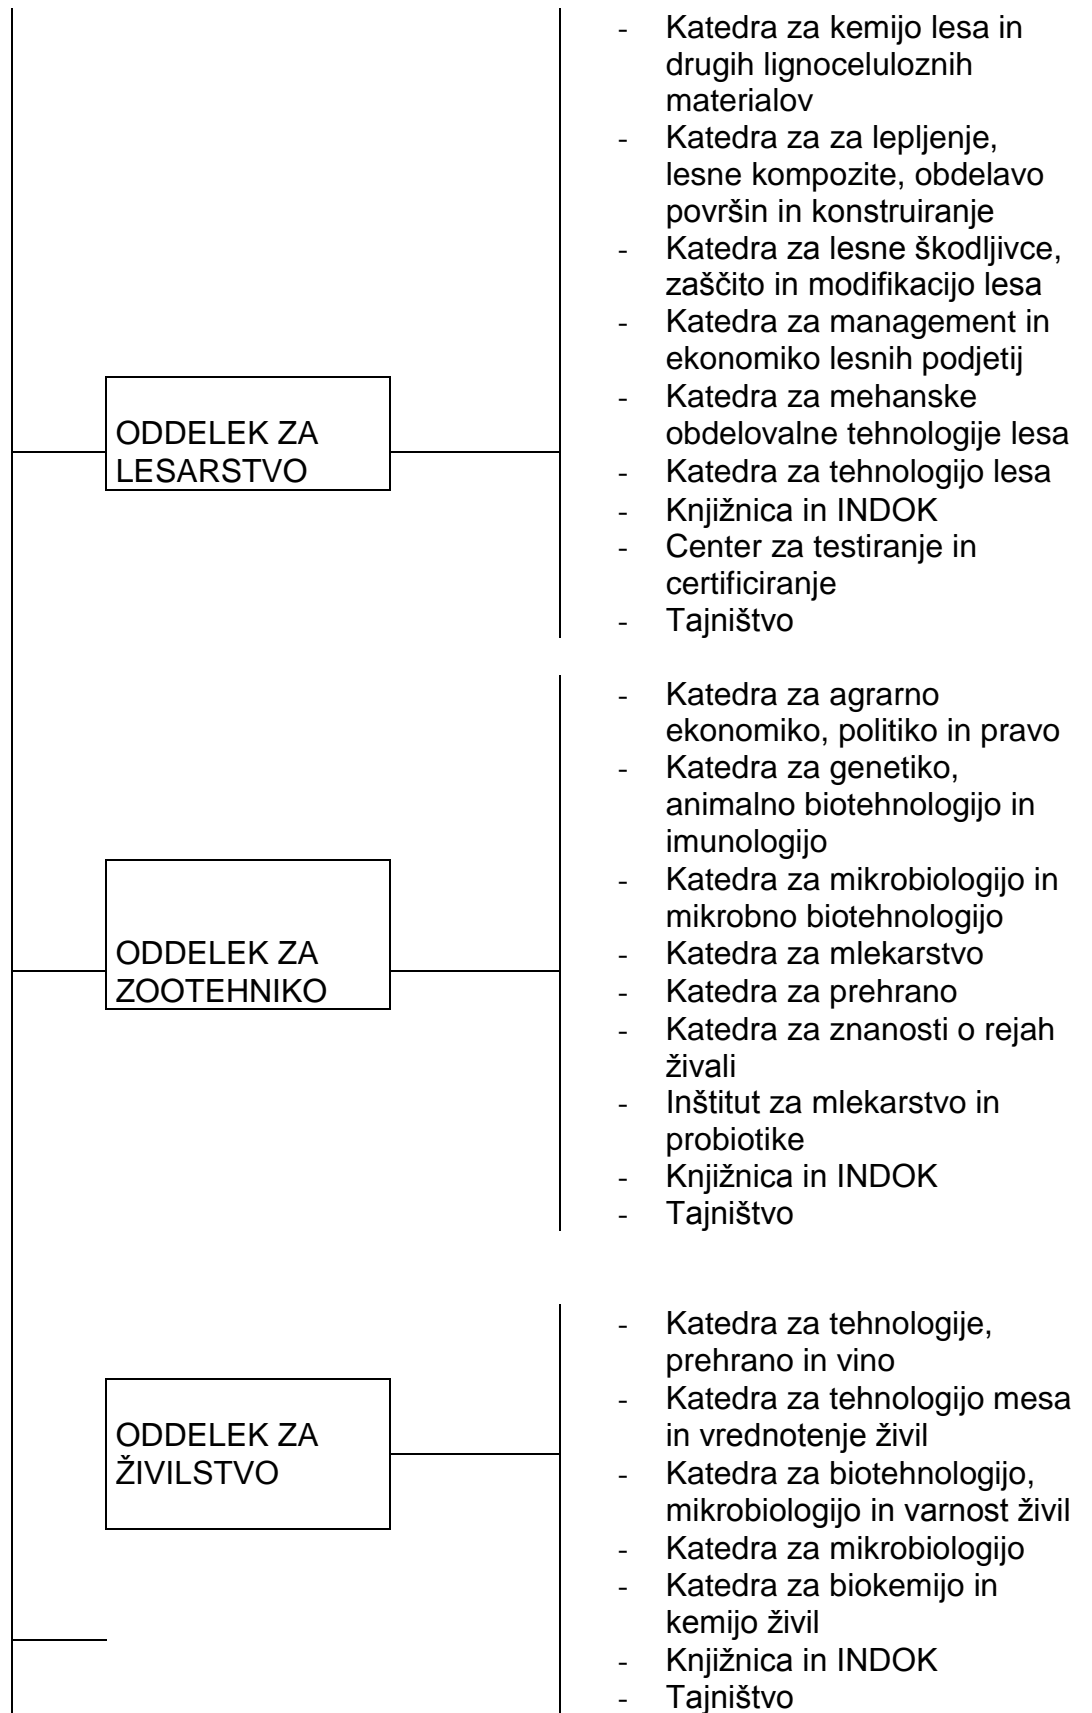 - Katedra za kemijo lesa in
drugih lignoceluloznih
materialov
- Katedra za za lepljenje,
lesne kompozite, obdelavo
površin in konstruiranje
- Katedra za lesne škodljivce,
zaščito in modifikacijo lesa
- Katedra za management in
ekonomiko lesnih podjetij
- Katedra za mehanske
obdelovalne tehnologije lesa
- Katedra za tehnologijo lesa
- Knjižnica in INDOK
- Center za testiranje in
certificiranje
- Tajništvo
ODDELEK ZA
LESARSTVO
- Katedra za agrarno
ekonomiko, politiko in pravo
- Katedra za genetiko,
animalno biotehnologijo in
imunologijo
- Katedra za mikrobiologijo in
mikrobno biotehnologijo
- Katedra za mlekarstvo
- Katedra za prehrano
- Katedra za znanosti o rejah
živali
- Inštitut za mlekarstvo in
probiotike
- Knjižnica in INDOK
- Tajništvo
ODDELEK ZA
ZOOTEHNIKO
- Katedra za tehnologije,
prehrano in vino
- Katedra za tehnologijo mesa
in vrednotenje živil
- Katedra za biotehnologijo,
mikrobiologijo in varnost živil
- Katedra za mikrobiologijo
- Katedra za biokemijo in
kemijo živil
- Knjižnica in INDOK
- Tajništvo
ODDELEK ZA
ŽIVILSTVO